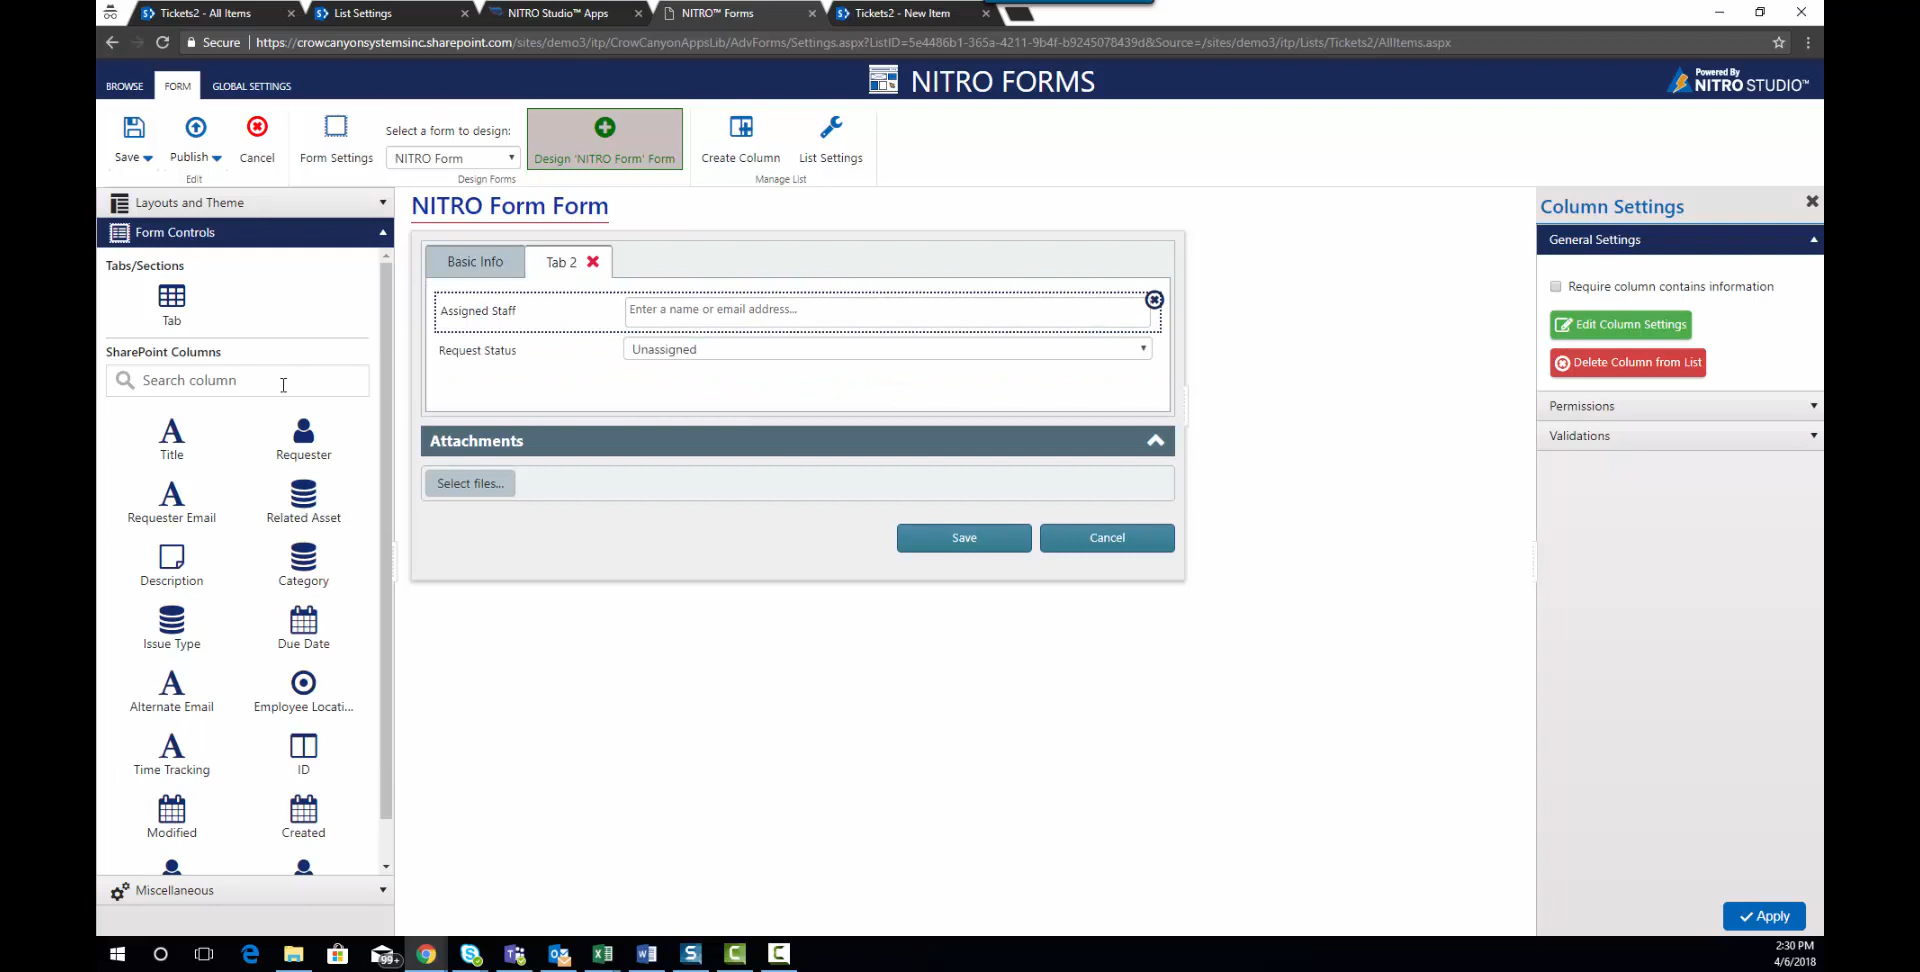 Tickets2 - All Items
List Settings
NITRO Studio™ Apps
NITRO™ Forms
Tickets2 - New Item
Secure
https://crowcanyonsystemsinc.sharepoint.com/sites/demo3/itp/CrowCanyonAppsLib/AdvForms/Settings.aspx?ListID=5e4486b1-365a-4211-9b4f-b9245078439d&Source=/sites/demo3/itp/Lists/Tickets2/AllItems.aspx
BROWSE
FORM
GLOBAL SETTINGS
NITRO FORMS
Powered By
NITRO STUDIO™
Save
Publish
Cancel
Edit
Form Settings
Select a form to design:
NITRO Form
Design 'NITRO Form' Form
Design Forms
Create Column
List Settings
Manage List
Layouts and Theme
Form Controls
Tabs/Sections
Tab
SharePoint Columns
Search column
Title
Requester
Requester Email
Related Asset
Description
Category
Issue Type
Due Date
Alternate Email
Employee Locati...
Time Tracking
ID
Modified
Created
Miscellaneous
NITRO Form Form
Basic Info
Tab 2
Assigned Staff
Enter a name or email address...
Request Status
Unassigned
Attachments
Select files...
Save
Cancel
Column Settings
General Settings
Require column contains information
Edit Column Settings
Delete Column from List
Permissions
Validations
Apply
99+
2:30 PM
4/6/2018